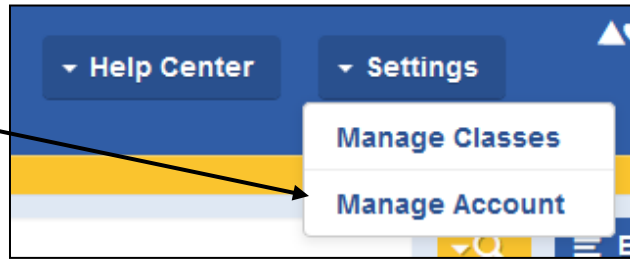 Help Center
Settings
Manage Classes
Manage Account